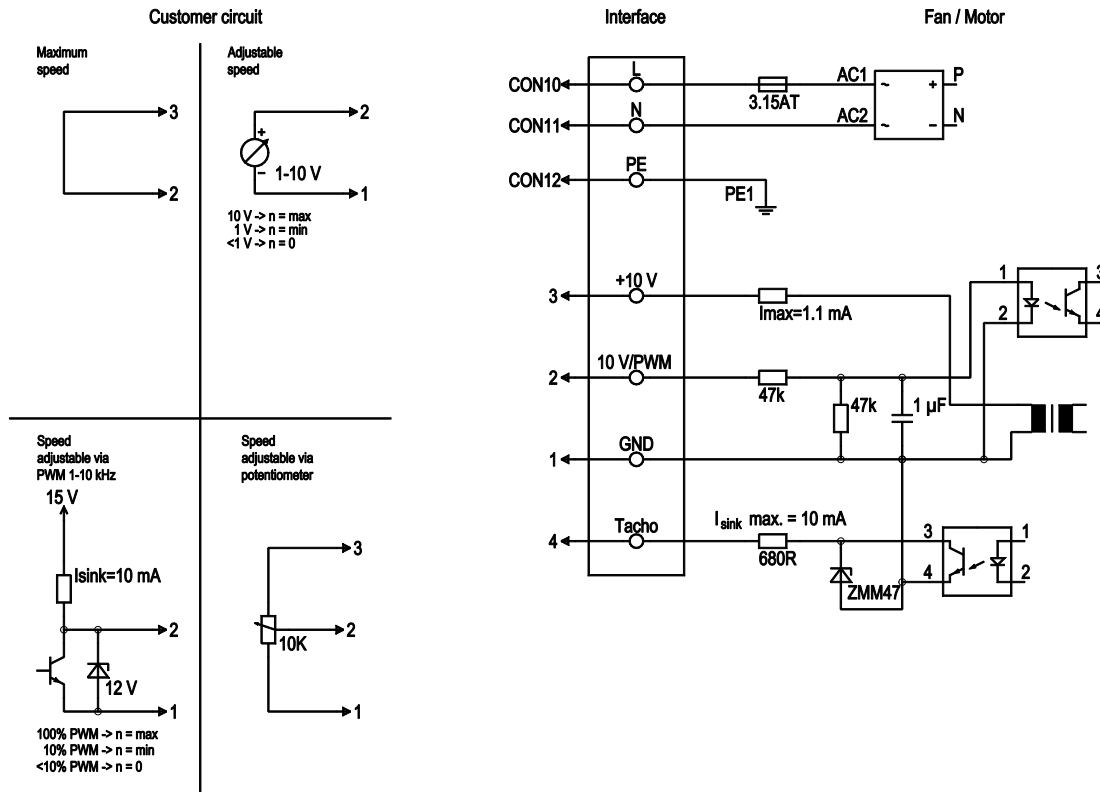 Customer circuit
Interface
Fan / Motor
Maximum
speed
3
2
Adjustable
speed
2
+
1-10 V
–
1
10 V -> n = max
1 V -> n = min
<1 V -> n = 0
Speed
adjustable via
PWM 1-10 kHz
15 V
Isink=10 mA
2
12 V
1
100% PWM -> n = max
10% PWM -> n = min
<10% PWM -> n = 0
Speed
adjustable via
potentiometer
3
2
10K
1
CON10 L 3.15AT AC1 ~ + P
CON11 N AC2 ~ – N
CON12 PE PE1
3 +10 V Imax=1.1 mA
1 3
2 4
2 10 V/PWM 47k
47k 1 µF
1 GND
4 Tacho Isink max. = 10 mA 3 1
680R 4 2
ZMM47